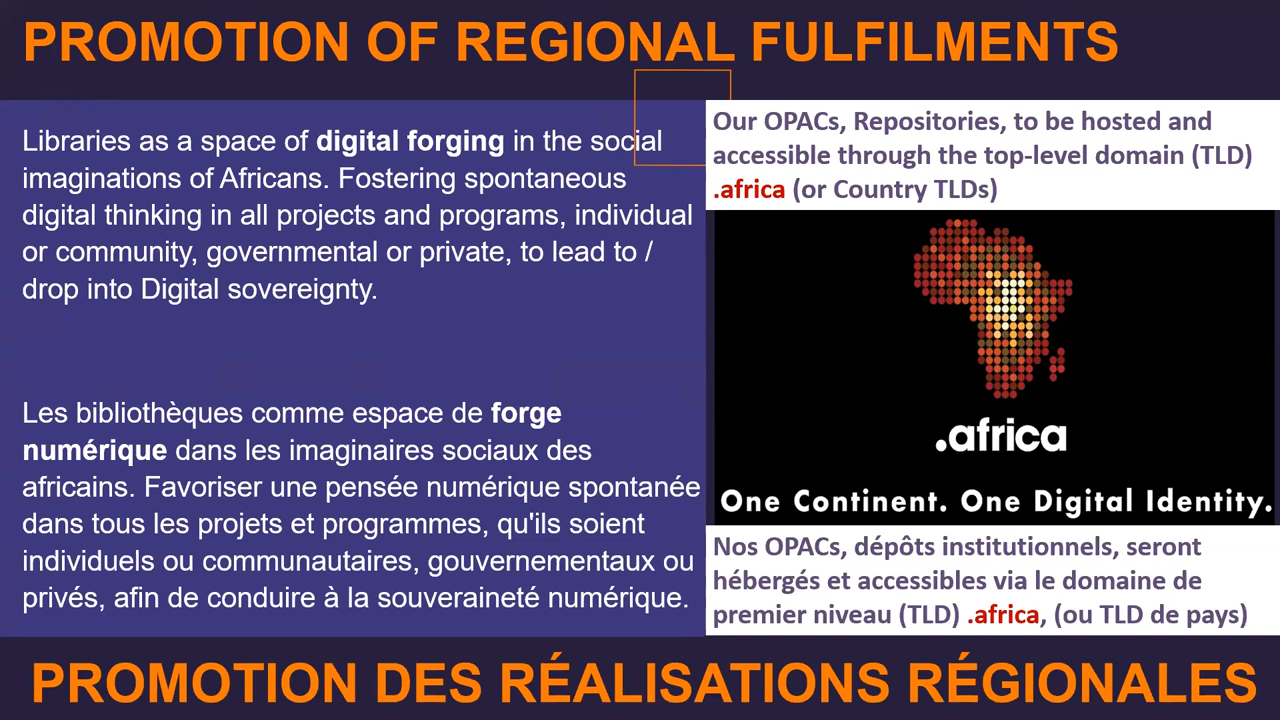 PROMOTION OF REGIONAL FULFILMENTS
Libraries as a space of digital forging in the social
imaginations of Africans. Fostering spontaneous
digital thinking in all projects and programs, individual
or community, governmental or private, to lead to /
drop into Digital sovereignty.
Les bibliothèques comme espace de forge
numérique dans les imaginaires sociaux des
africains. Favoriser une pensée numérique spontanée
dans tous les projets et programmes, qu'ils soient
individuels ou communautaires, gouvernementaux ou
privés, afin de conduire à la souveraineté numérique.
Our OPACs, Repositories, to be hosted and
accessible through the top-level domain (TLD)
.africa (or Country TLDs)
.africa
One Continent. One Digital Identity.
Nos OPACs, dépôts institutionnels, seront
hébergés et accessibles via le domaine de
premier niveau (TLD) .africa, (ou TLD de pays)
PROMOTION DES RÉALISATIONS RÉGIONALES